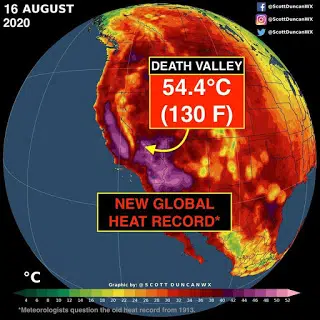 16 AUGUST
2020
@ScottDuncanWX
@ScottDuncanWX
@ScottDuncanWX
DEATH VALLEY
54.4°C
(130 F)
NEW GLOBAL
HEAT RECORD*
°C
Graphic by: @SCOTTDUNCANWX
4 6 8 10 12 14 16 18 20 22 24 26 28 30 32 34 36 38 40 42 44 46 48 50 52
*Meteorologists question the old heat record from 1913.